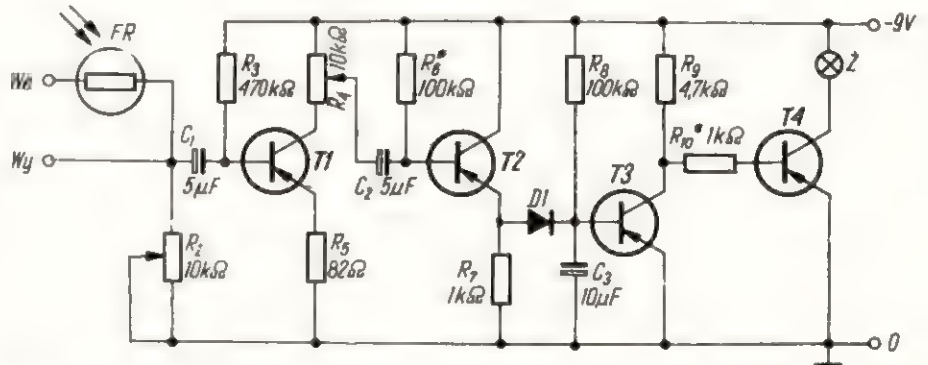 FR
We
Wy
C₁
5μF
R₂
10kΩ
R₃
470kΩ
T1
R₅
82Ω
10kΩ
R₄
C₂ 5μF
R₆*
100kΩ
T2
R₇
1kΩ
D1
R₈
100kΩ
C₃
10μF
T3
R₉
4,7kΩ
R₁₀* 1kΩ
T4
Ż
-9V
0